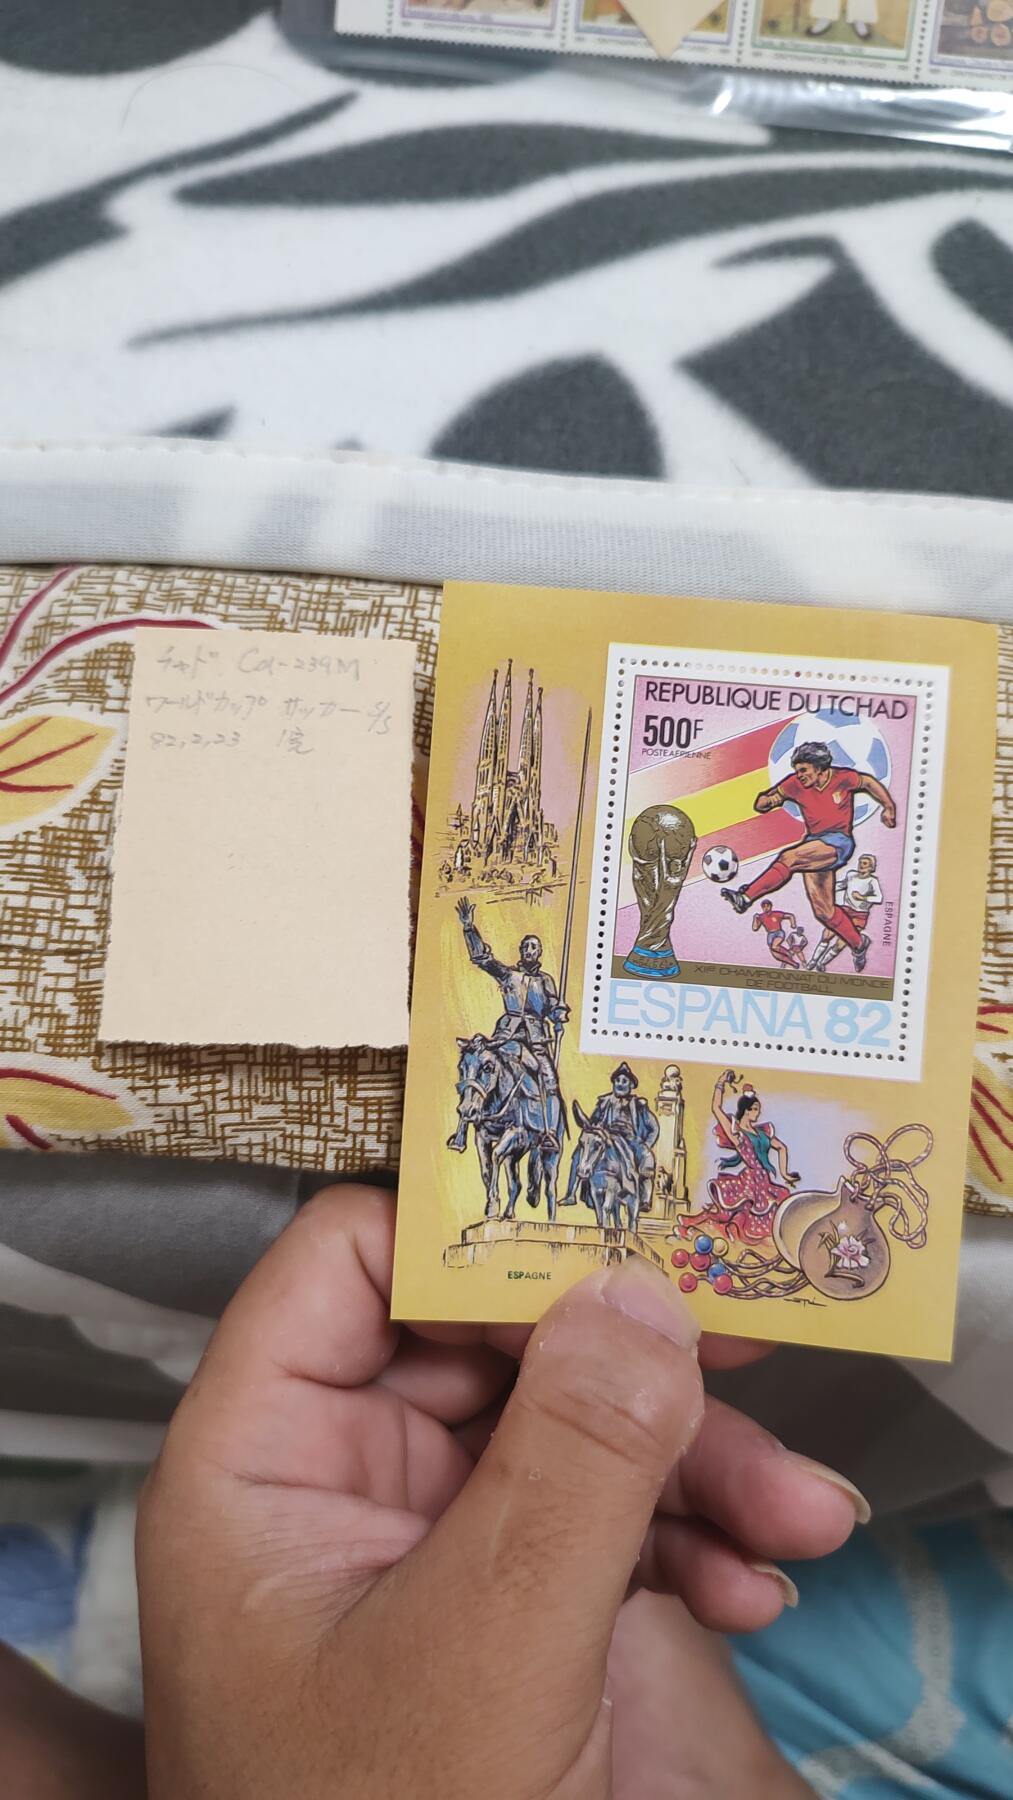 チャド Cd-239M
ワールドカップ サッカー S/S
82,2,23 1完
REPUBLIQUE DU TCHAD
500F
POSTE AERIENNE
ESPAGNE
XIIe CHAMPIONNAT DU MONDE
DE FOOTBALL
ESPAÑA 82
ESPAGNE